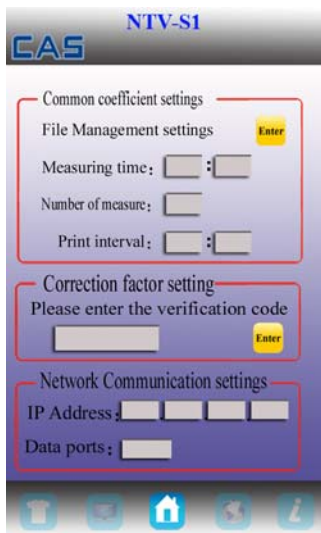 NTV-S1
CAS
Common coefficient settings
File Management settings Enter
Measuring time: :
Number of measure:
Print interval: :
Correction factor setting
Please enter the verification code
Enter
Network Communication settings
IP Address:
Data ports:
i